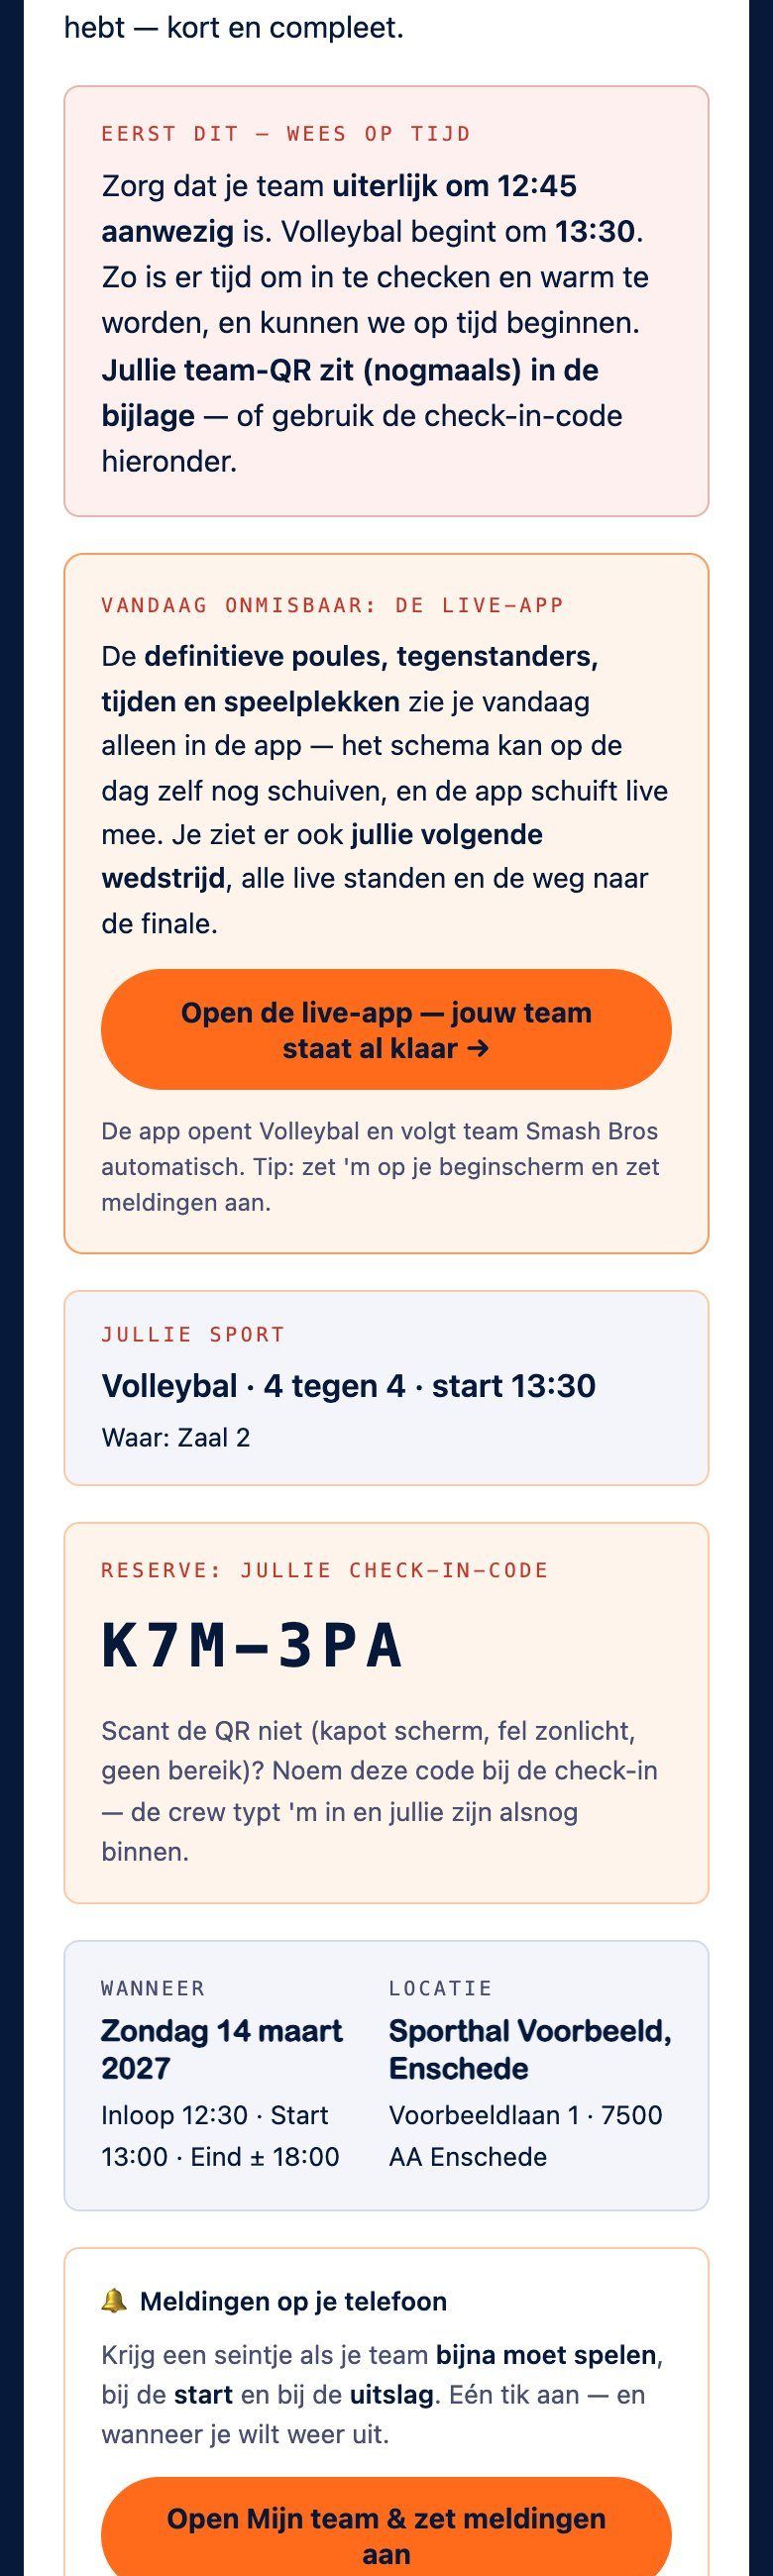 hebt — kort en compleet.
EERST DIT — WEES OP TIJD
Zorg dat je team uiterlijk om 12:45
aanwezig is. Volleybal begint om 13:30.
Zo is er tijd om in te checken en warm te
worden, en kunnen we op tijd beginnen.
Jullie team-QR zit (nogmaals) in de
bijlage — of gebruik de check-in-code
hieronder.
VANDAAG ONMISBAAR: DE LIVE-APP
De definitieve poules, tegenstanders,
tijden en speelplekken zie je vandaag
alleen in de app — het schema kan op de
dag zelf nog schuiven, en de app schuift live
mee. Je ziet er ook jullie volgende
wedstrijd, alle live standen en de weg naar
de finale.
Open de live-app — jouw team
staat al klaar →
De app opent Volleybal en volgt team Smash Bros
automatisch. Tip: zet 'm op je beginscherm en zet
meldingen aan.
JULLIE SPORT
Volleybal · 4 tegen 4 · start 13:30
Waar: Zaal 2
RESERVE: JULLIE CHECK-IN-CODE
K7M-3PA
Scant de QR niet (kapot scherm, fel zonlicht,
geen bereik)? Noem deze code bij de check-in
— de crew typt 'm in en jullie zijn alsnog
binnen.
WANNEER
Zondag 14 maart
2027
Inloop 12:30 · Start
13:00 · Eind ± 18:00
LOCATIE
Sporthal Voorbeeld,
Enschede
Voorbeeldlaan 1 · 7500
AA Enschede
🔔 Meldingen op je telefoon
Krijg een seintje als je team bijna moet spelen,
bij de start en bij de uitslag. Eén tik aan — en
wanneer je wilt weer uit.
Open Mijn team & zet meldingen
aan